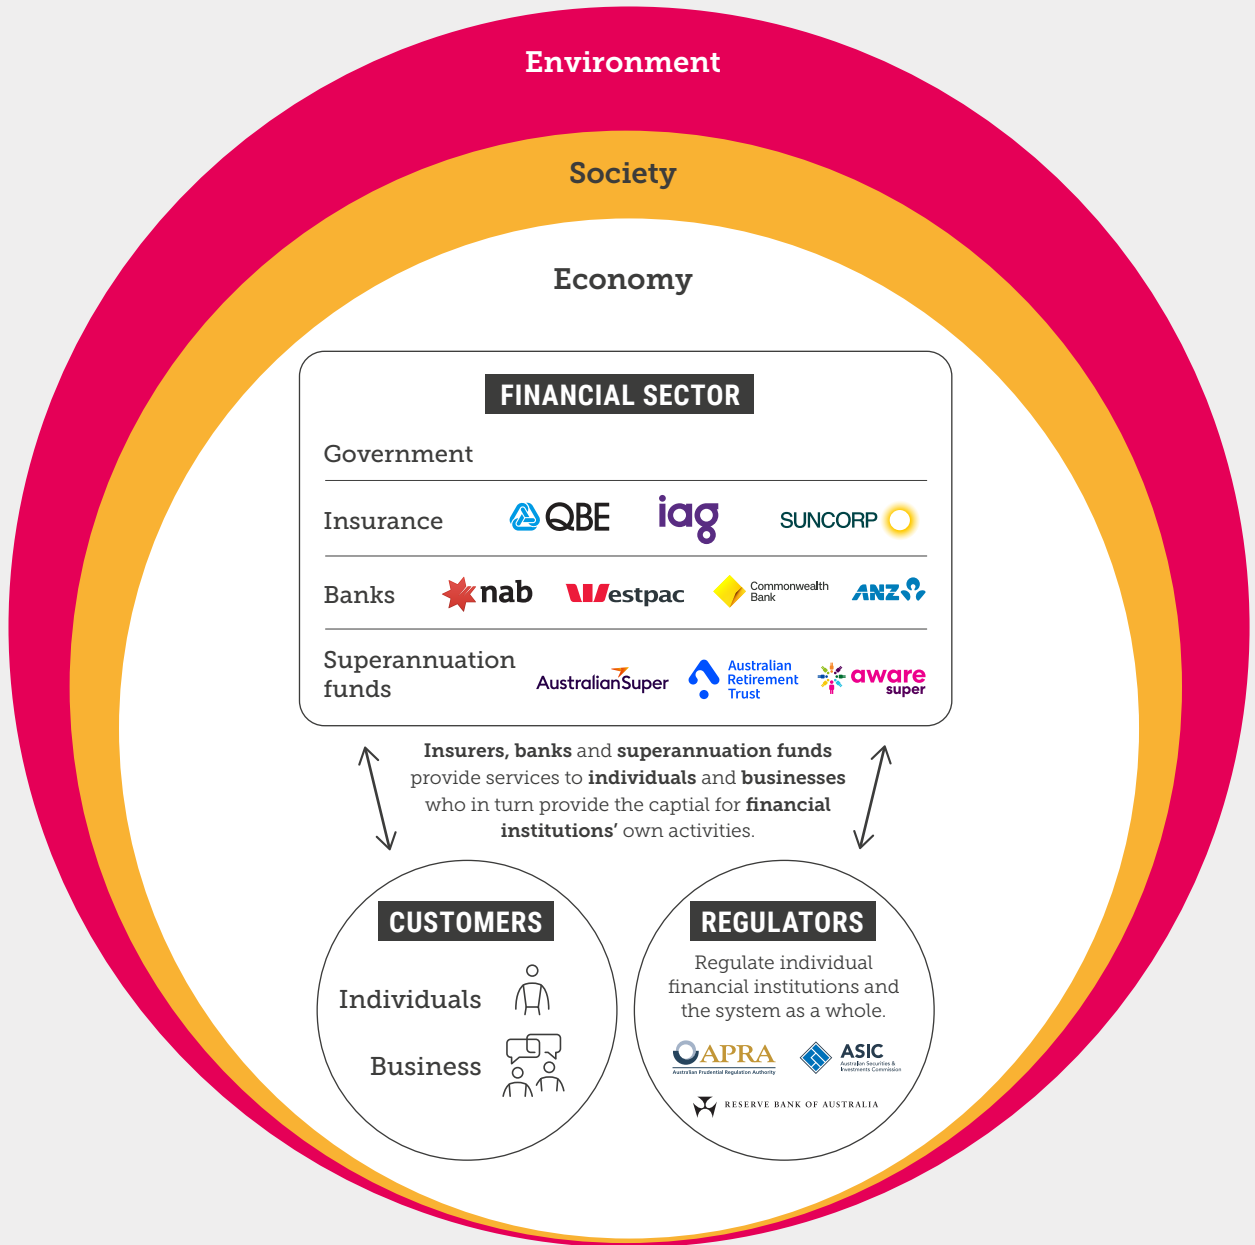 Environment
Society
Economy
FINANCIAL SECTOR
Government
Insurance
QBE
iag
SUNCORP
Banks
nab
Westpac
Commonwealth
Bank
ANZ
Superannuation
funds
AustralianSuper
Australian
Retirement
Trust
aware
super
Insurers, banks and superannuation funds
provide services to individuals and businesses
who in turn provide the captial for financial
institutions’ own activities.
CUSTOMERS
Individuals
Business
REGULATORS
Regulate individual
financial institutions and
the system as a whole.
APRA
Australian Prudential Regulation Authority
ASIC
Australian Securities &
Investments Commission
RESERVE BANK OF AUSTRALIA